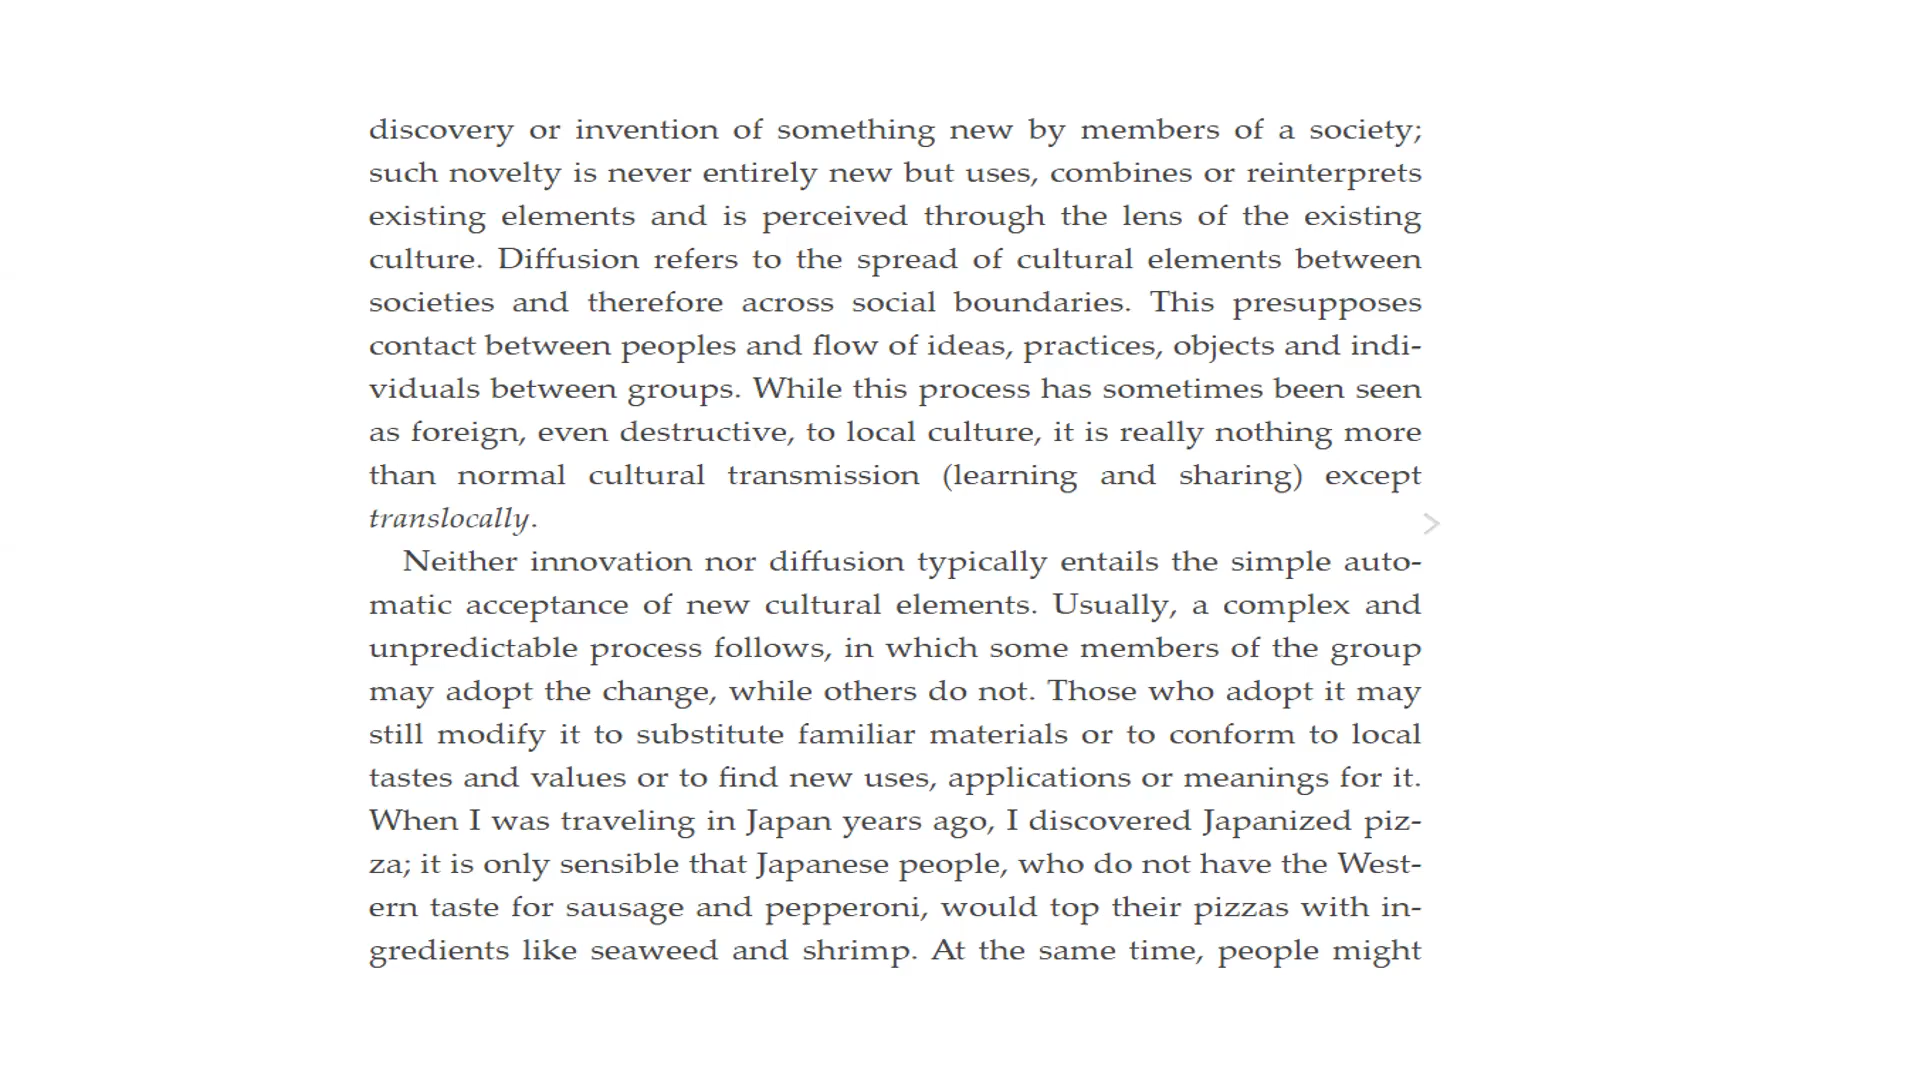 discovery or invention of something new by members of a society;
such novelty is never entirely new but uses, combines or reinterprets
existing elements and is perceived through the lens of the existing
culture. Diffusion refers to the spread of cultural elements between
societies and therefore across social boundaries. This presupposes
contact between peoples and flow of ideas, practices, objects and indi-
viduals between groups. While this process has sometimes been seen
as foreign, even destructive, to local culture, it is really nothing more
than normal cultural transmission (learning and sharing) except
translocally.
Neither innovation nor diffusion typically entails the simple auto-
matic acceptance of new cultural elements. Usually, a complex and
unpredictable process follows, in which some members of the group
may adopt the change, while others do not. Those who adopt it may
still modify it to substitute familiar materials or to conform to local
tastes and values or to find new uses, applications or meanings for it.
When I was traveling in Japan years ago, I discovered Japanized piz-
za; it is only sensible that Japanese people, who do not have the West-
ern taste for sausage and pepperoni, would top their pizzas with in-
gredients like seaweed and shrimp. At the same time, people might